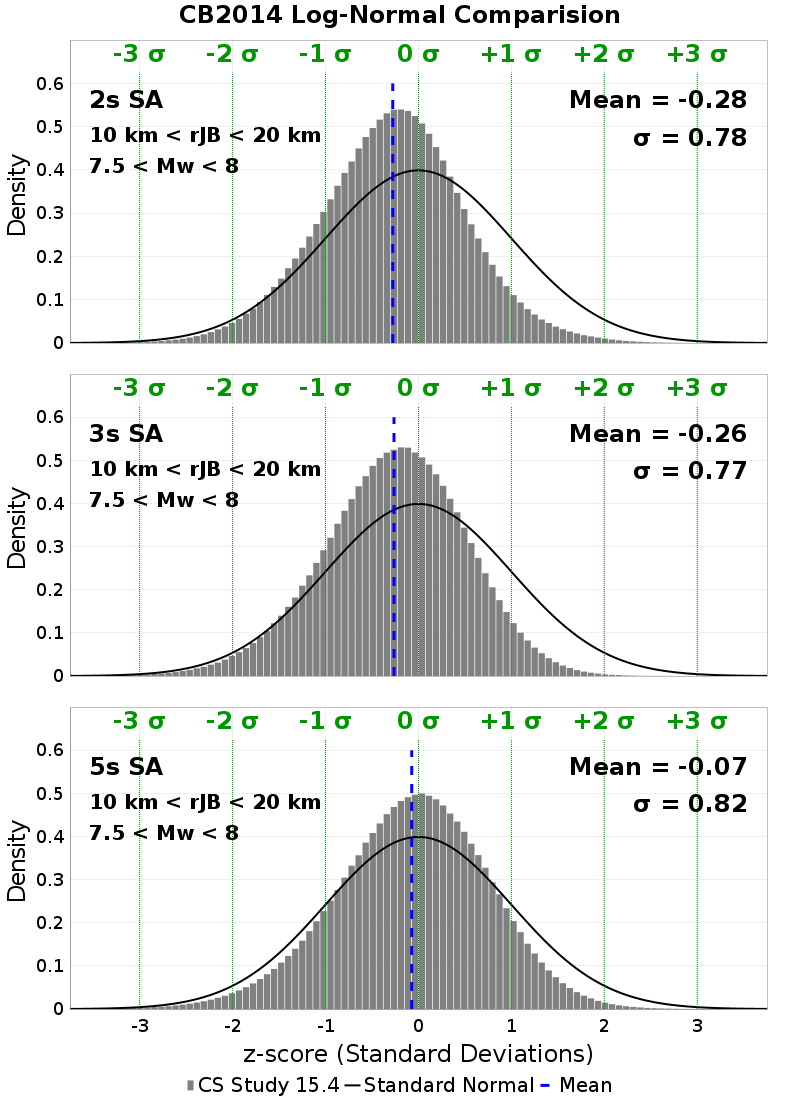 CB2014 Log-Normal Comparision
-3 σ -2 σ -1 σ 0 σ +1 σ +2 σ +3 σ
0.6
2s SA Mean = -0.28
0.5
10 km < rJB < 20 km σ = 0.78
7.5 < Mw < 8
0.4
0.3
0.2
0.1
0
Density
-3 σ -2 σ -1 σ 0 σ +1 σ +2 σ +3 σ
0.6
3s SA Mean = -0.26
0.5
10 km < rJB < 20 km σ = 0.77
7.5 < Mw < 8
0.4
0.3
0.2
0.1
0
Density
-3 σ -2 σ -1 σ 0 σ +1 σ +2 σ +3 σ
0.6
5s SA Mean = -0.07
0.5
10 km < rJB < 20 km σ = 0.82
7.5 < Mw < 8
0.4
0.3
0.2
0.1
0
Density
-3 -2 -1 0 1 2 3
z-score (Standard Deviations)
CS Study 15.4 Standard Normal Mean